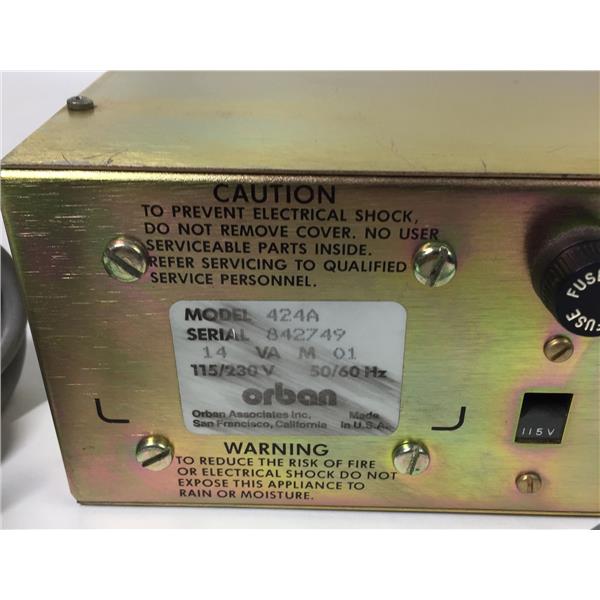 CAUTION
TO PREVENT ELECTRICAL SHOCK,
DO NOT REMOVE COVER. NO USER
SERVICEABLE PARTS INSIDE.
REFER SERVICING TO QUALIFIED
SERVICE PERSONNEL.
FUSE FUSA
MODEL 424A
SERIAL 842749
14 VA M 01
115/230 V 50/60 Hz
orban
Orban Associates Inc. Made
San Francisco, California In U.S.A.
115V
WARNING
TO REDUCE THE RISK OF FIRE
OR ELECTRICAL SHOCK DO NOT
EXPOSE THIS APPLIANCE TO
RAIN OR MOISTURE.